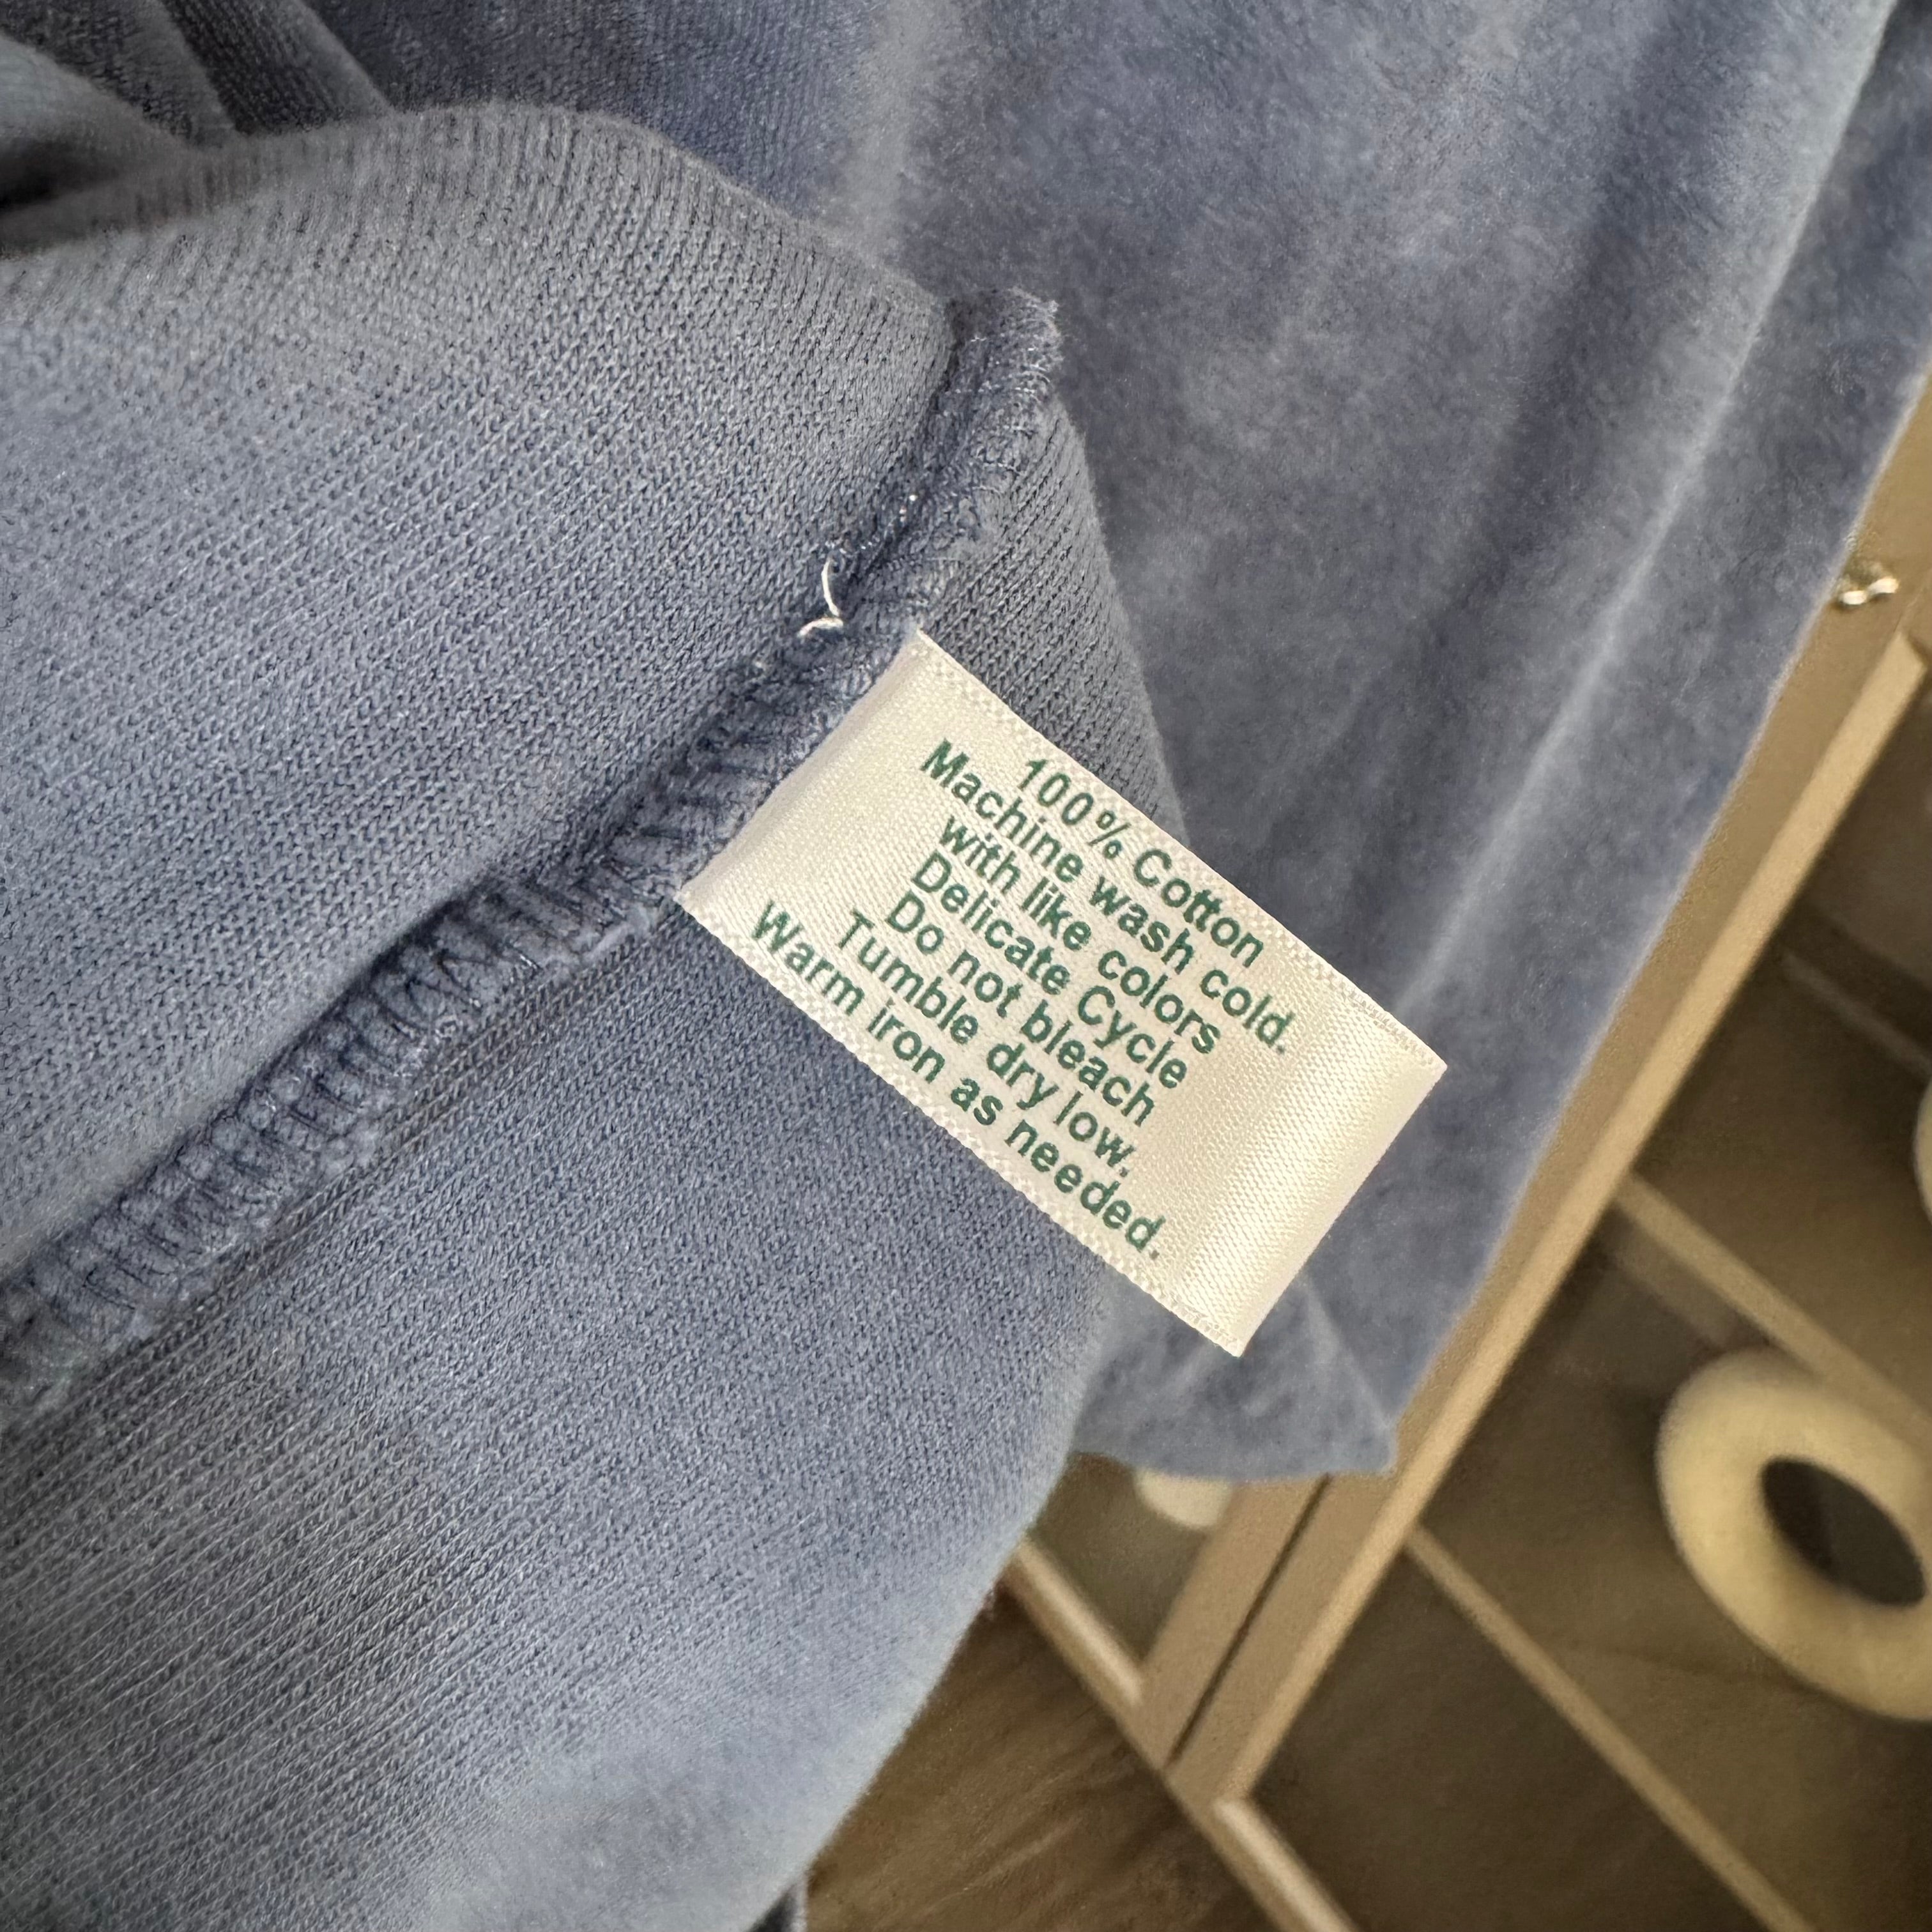 100% Cotton
Machine wash cold.
with like colors
Delicate Cycle
Do not bleach
Tumble dry low.
Warm iron as needed.